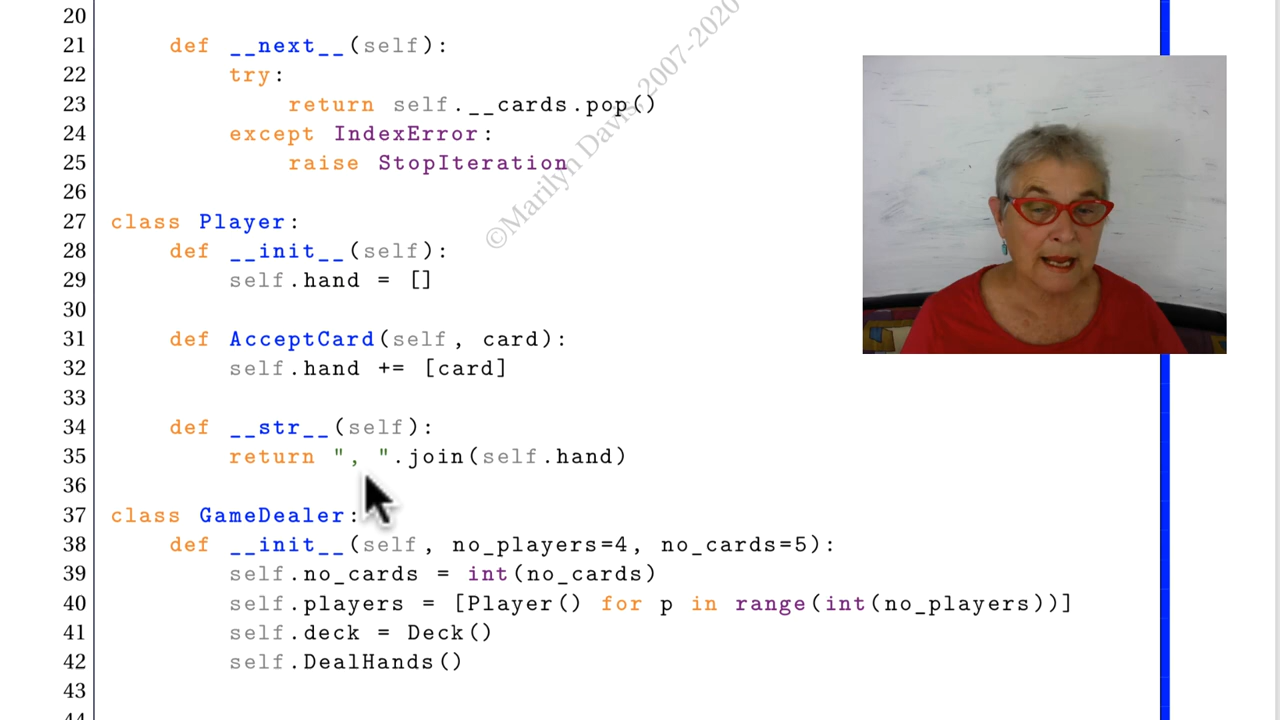 20
21 def __next__(self):
22 try:
23 return self.__cards.pop()
24 except IndexError:
25 raise StopIteration
26
27 class Player:
28 def __init__(self):
29 self.hand = []
30
31 def AcceptCard(self, card):
32 self.hand += [card]
33
34 def __str__(self):
35 return ", ".join(self.hand)
36
37 class GameDealer:
38 def __init__(self, no_players=4, no_cards=5):
39 self.no_cards = int(no_cards)
40 self.players = [Player() for p in range(int(no_players))]
41 self.deck = Deck()
42 self.DealHands()
43
44
©Marilyn Davis, 2007-2020